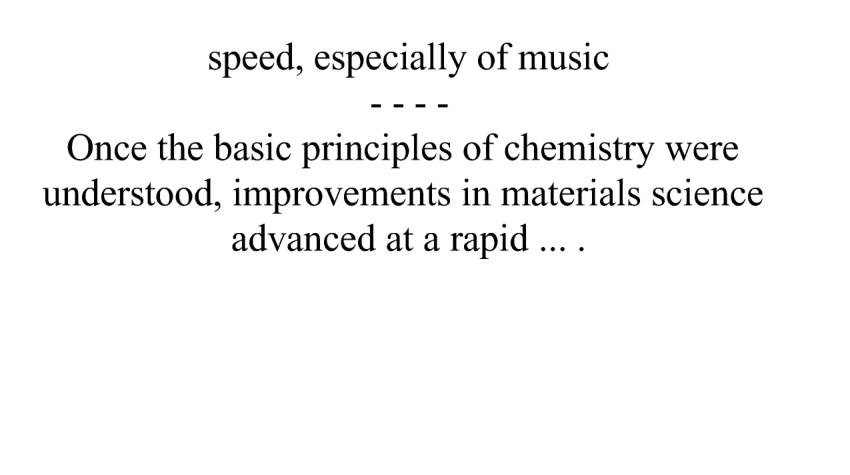 speed, especially of music
- - - -
Once the basic principles of chemistry were
understood, improvements in materials science
advanced at a rapid ... .